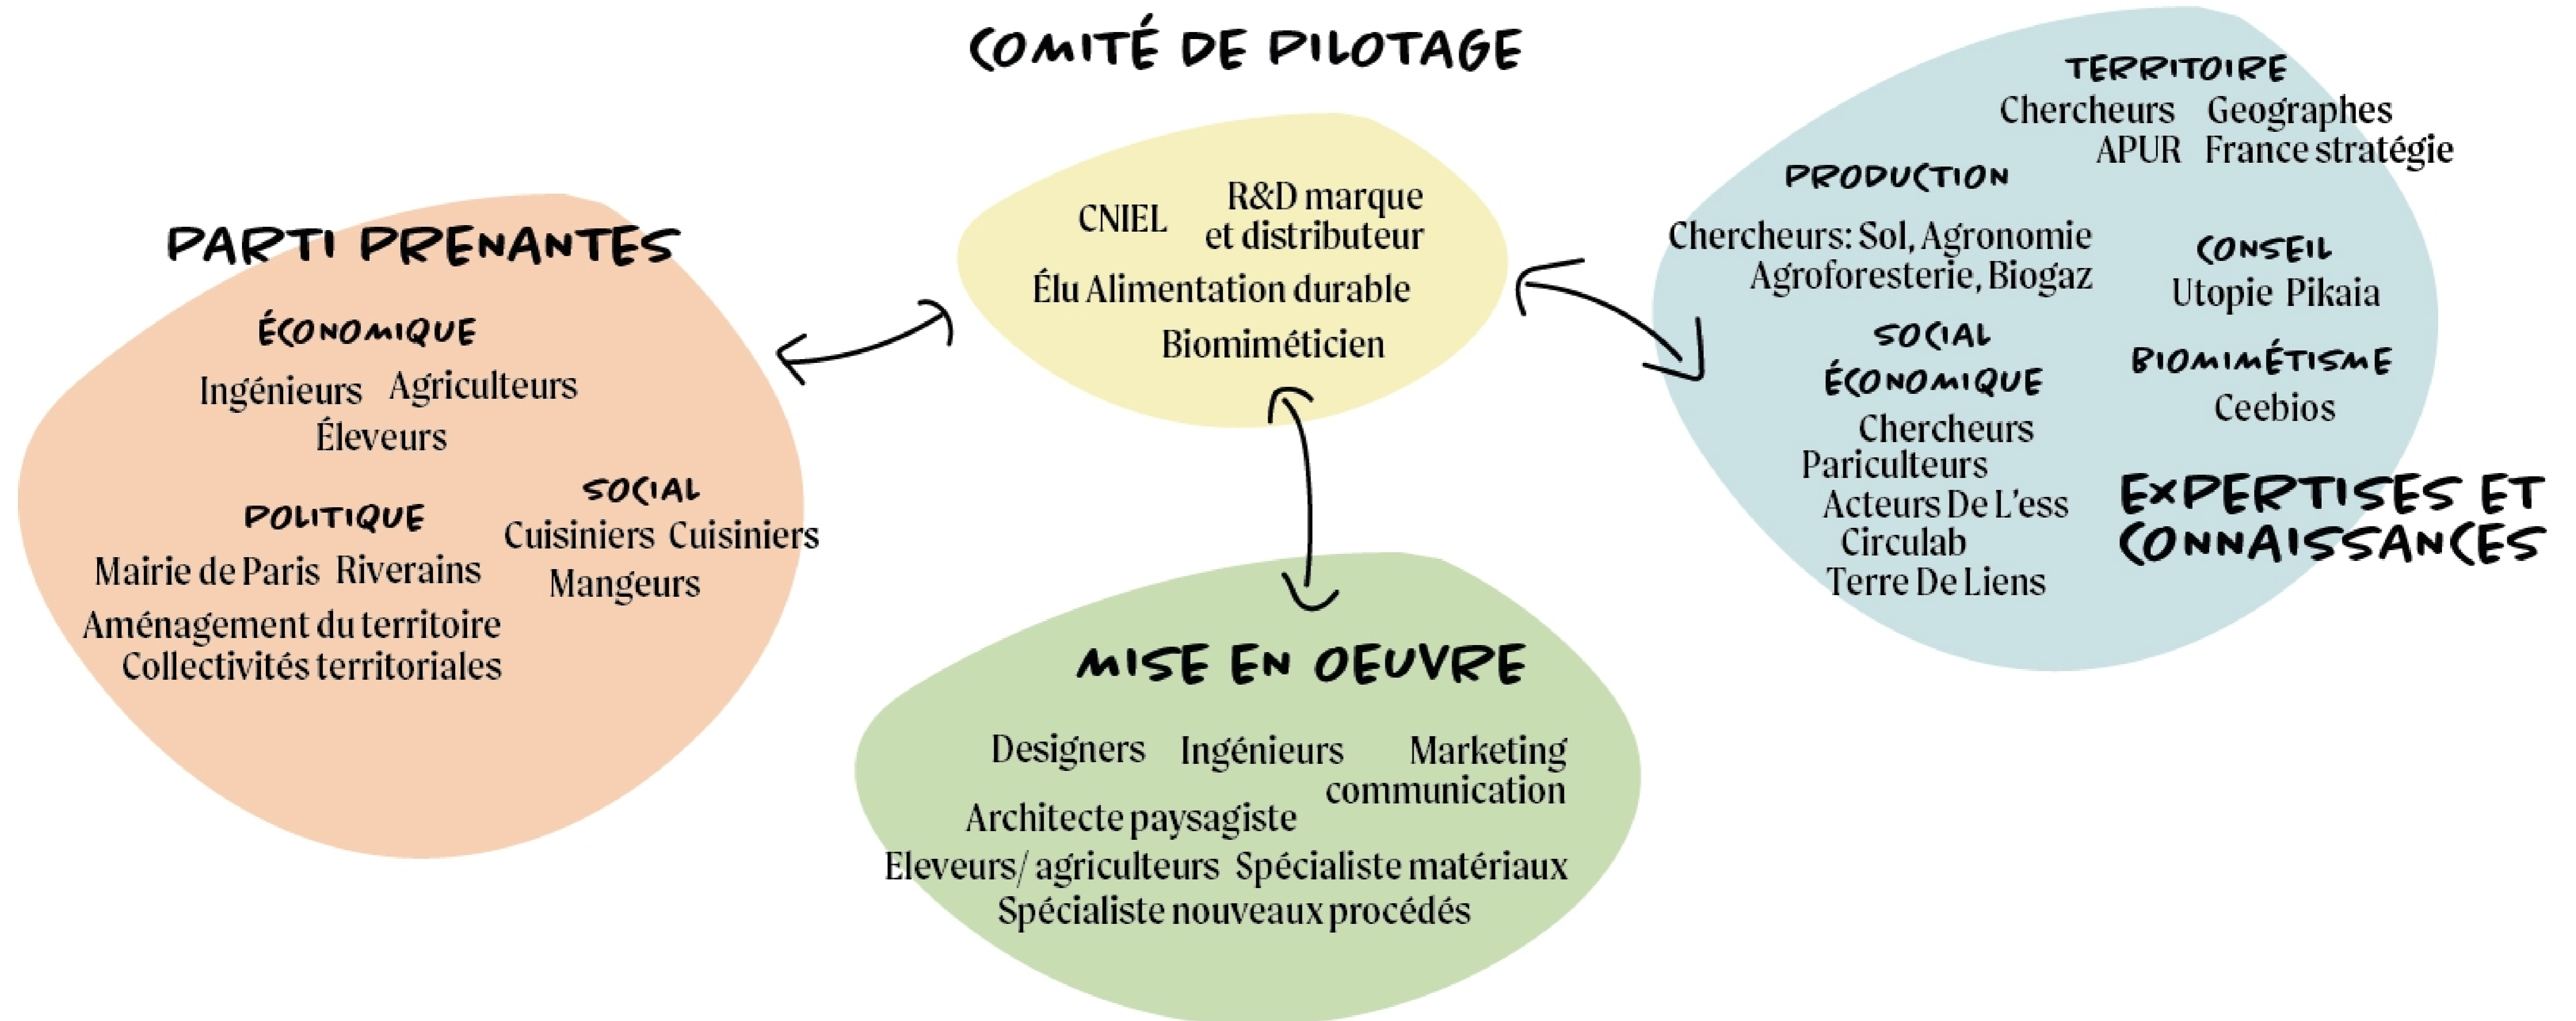 COMITÉ DE PILOTAGE
CNIEL
R&D marque
et distributeur
Élu Alimentation durable
Biomiméticien
PARTI PRENANTES
ÉCONOMIQUE
Ingénieurs Agriculteurs
Éleveurs
POLITIQUE
Mairie de Paris Riverains
Aménagement du territoire
Collectivités territoriales
SOCIAL
Cuisiniers Cuisiniers
Mangeurs
MISE EN OEUVRE
Designers Ingénieurs
Marketing
communication
Architecte paysagiste
Eleveurs/ agriculteurs Spécialiste matériaux
Spécialiste nouveaux procédés
TERRITOIRE
Chercheurs Geographes
APUR France stratégie
PRODUCTION
Chercheurs: Sol, Agronomie
Agroforesterie, Biogaz
CONSEIL
Utopie Pikaia
SOCIAL
ÉCONOMIQUE
Chercheurs
Pariculteurs
Acteurs De L'ess
Circulab
Terre De Liens
BIOMIMÉTISME
Ceebios
EXPERTISES ET
CONNAISSANCES